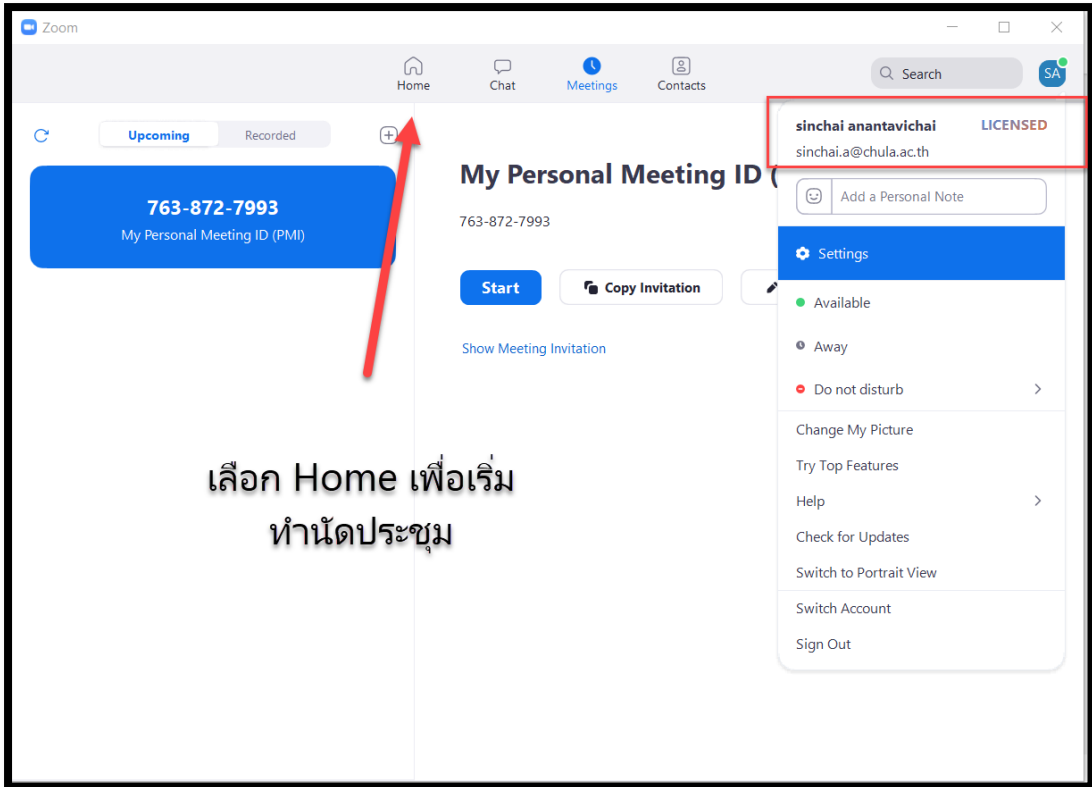 Zoom
Home
Chat
Meetings
Contacts
Search
SA
Upcoming
Recorded
763-872-7993
My Personal Meeting ID (PMI)
My Personal Meeting ID (
763-872-7993
Start
Copy Invitation
Show Meeting Invitation
เลือก Home เพื่อเริ่ม
ทำนัดประชุม
sinchai anantavichai LICENSED
sinchai.a@chula.ac.th
Add a Personal Note
Settings
Available
Away
Do not disturb
Change My Picture
Try Top Features
Help
Check for Updates
Switch to Portrait View
Switch Account
Sign Out